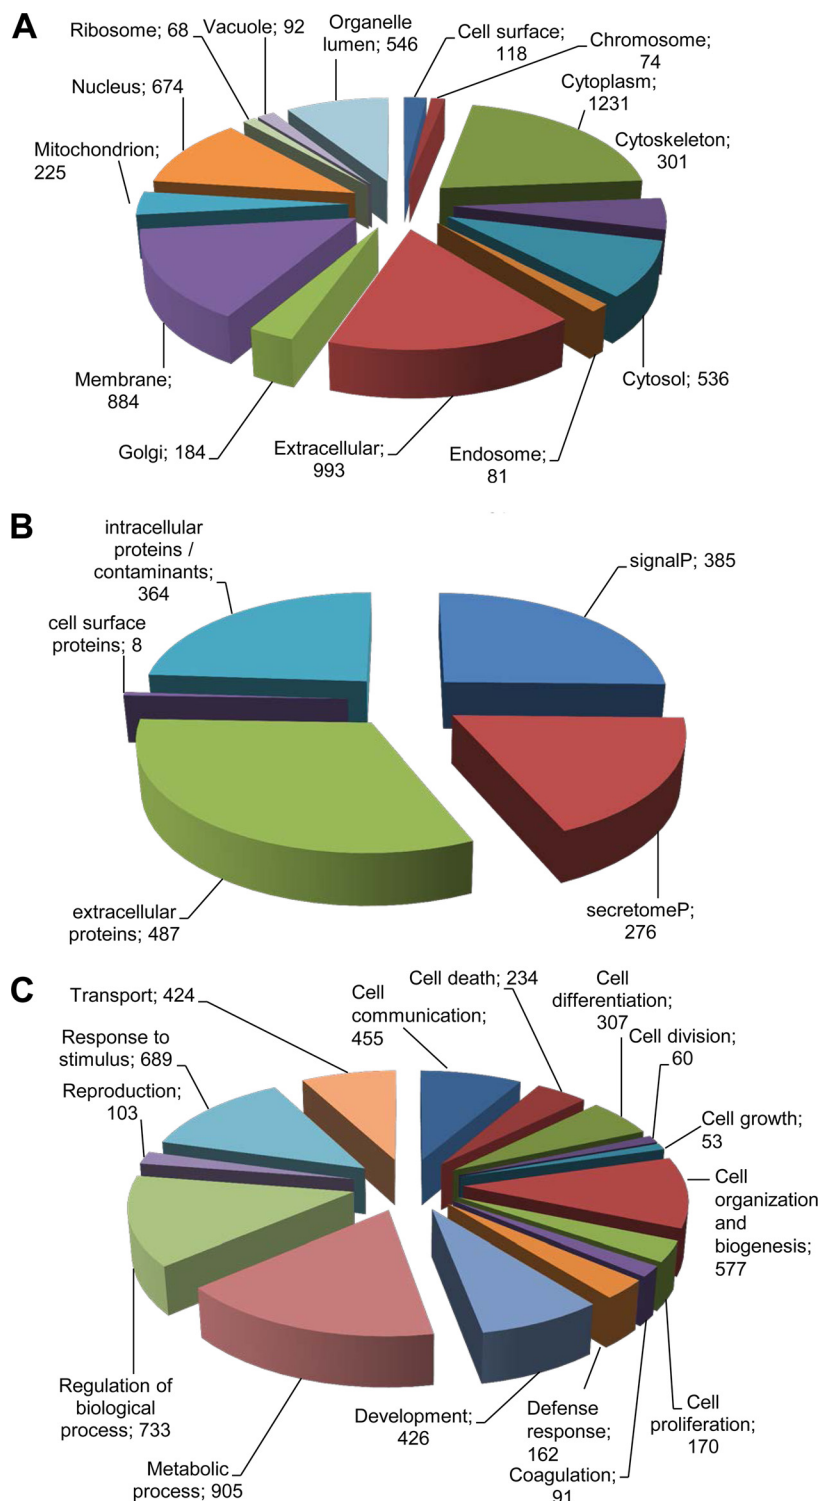 A
Ribosome; 68
Vacuole; 92
Organelle
lumen; 546
Cell surface;
118
Chromosome;
74
Nucleus; 674
Cytoplasm;
1231
Mitochondrion;
225
Cytoskeleton;
301
Membrane;
884
Cytosol; 536
Golgi; 184
Extracellular;
993
Endosome;
81
B
intracellular
proteins /
contaminants;
364
signalP; 385
cell surface
proteins; 8
extracellular
proteins; 487
secretomeP;
276
C
Transport; 424
Cell
communication;
455
Cell death; 234
Cell
differentiation;
307
Response to
stimulus; 689
Cell division;
60
Reproduction;
103
Cell growth;
53
Cell
organization
and
biogenesis;
577
Regulation of
biological
process; 733
Metabolic
process; 905
Development;
426
Defense
response;
162
Cell
proliferation;
170
Coagulation;
91